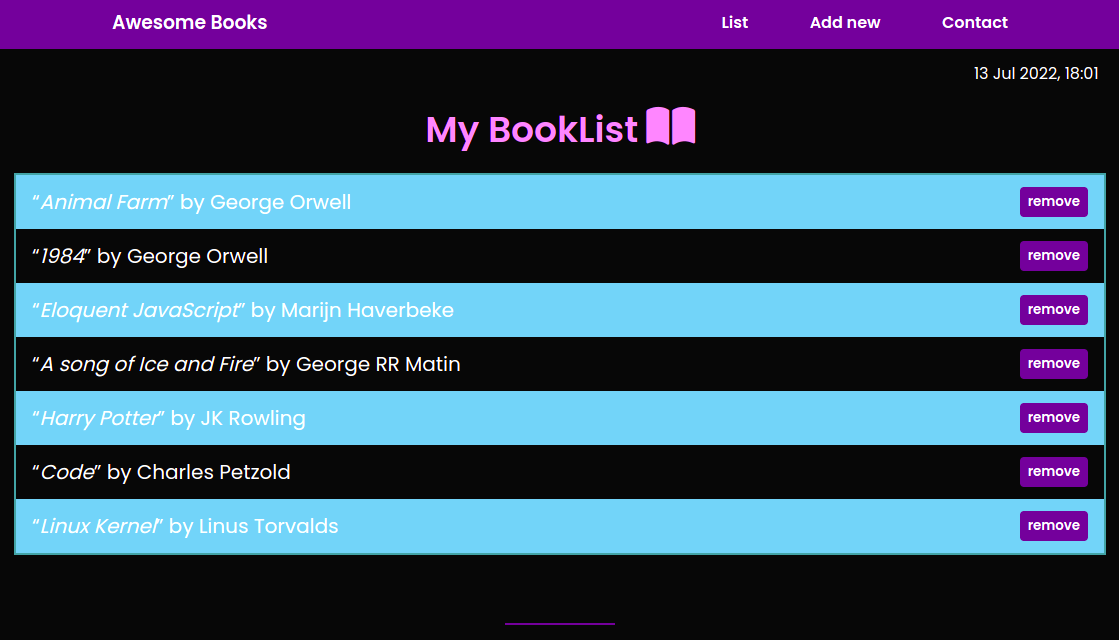 Awesome Books List Add new Contact
13 Jul 2022, 18:01
My BookList
“Animal Farm” by George Orwell remove
“1984” by George Orwell remove
“Eloquent JavaScript” by Marijn Haverbeke remove
“A song of Ice and Fire” by George RR Matin remove
“Harry Potter” by JK Rowling remove
“Code” by Charles Petzold remove
“Linux Kernel” by Linus Torvalds remove